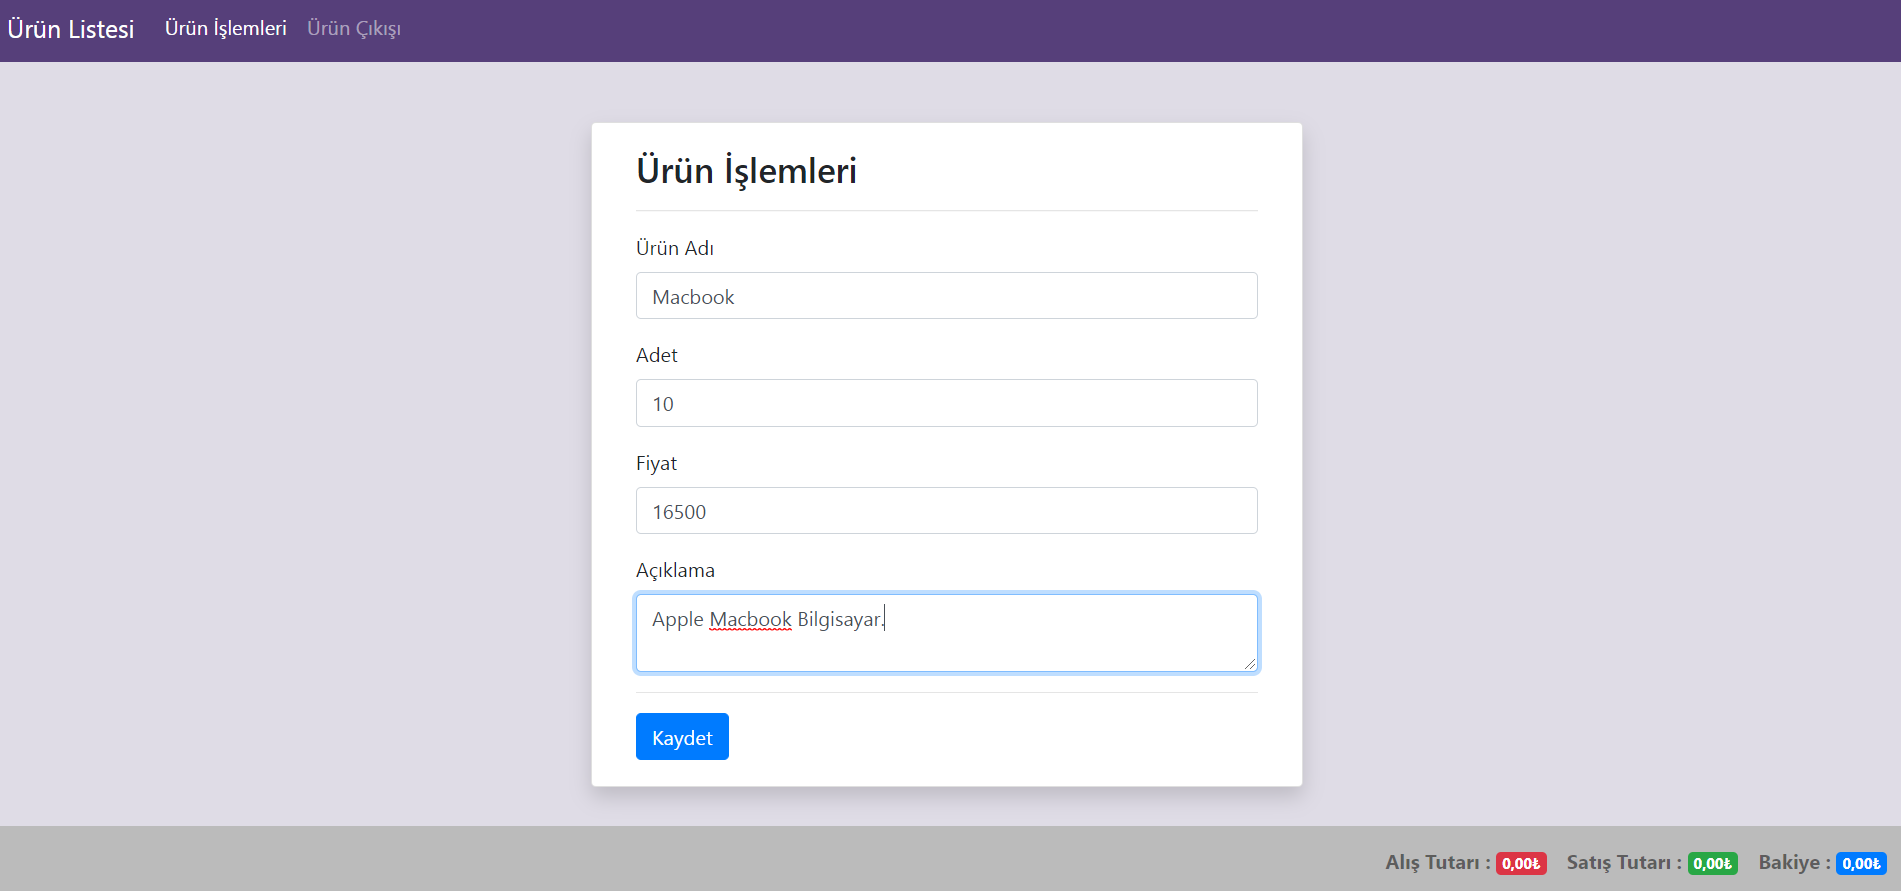 Ürün Listesi Ürün İşlemleri Ürün Çıkışı
Ürün İşlemleri
Ürün Adı
Macbook
Adet
10
Fiyat
16500
Açıklama
Apple Macbook Bilgisayar.
Kaydet
Alış Tutarı : 0,00₺ Satış Tutarı : 0,00₺ Bakiye : 0,00₺